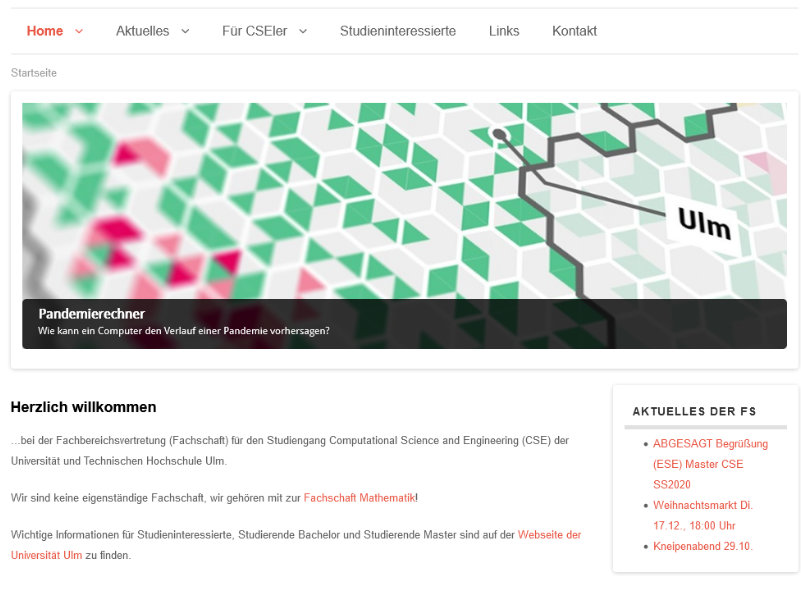 Home Aktuelles Für CSEler Studieninteressierte Links Kontakt
Startseite
Ulm
Pandemierechner
Wie kann ein Computer den Verlauf einer Pandemie vorhersagen?
Herzlich willkommen
...bei der Fachbereichsvertretung (Fachschaft) für den Studiengang Computational Science and Engineering (CSE) der
Universität und Technischen Hochschule Ulm.
Wir sind keine eigenständige Fachschaft, wir gehören mit zur Fachschaft Mathematik!
Wichtige Informationen für Studieninteressierte, Studierende Bachelor und Studierende Master sind auf der Webseite der
Universität Ulm zu finden.
AKTUELLES DER FS
ABGESAGT Begrüßung
(ESE) Master CSE
SS2020
Weihnachtsmarkt Di.
17.12., 18:00 Uhr
Kneipenabend 29.10.